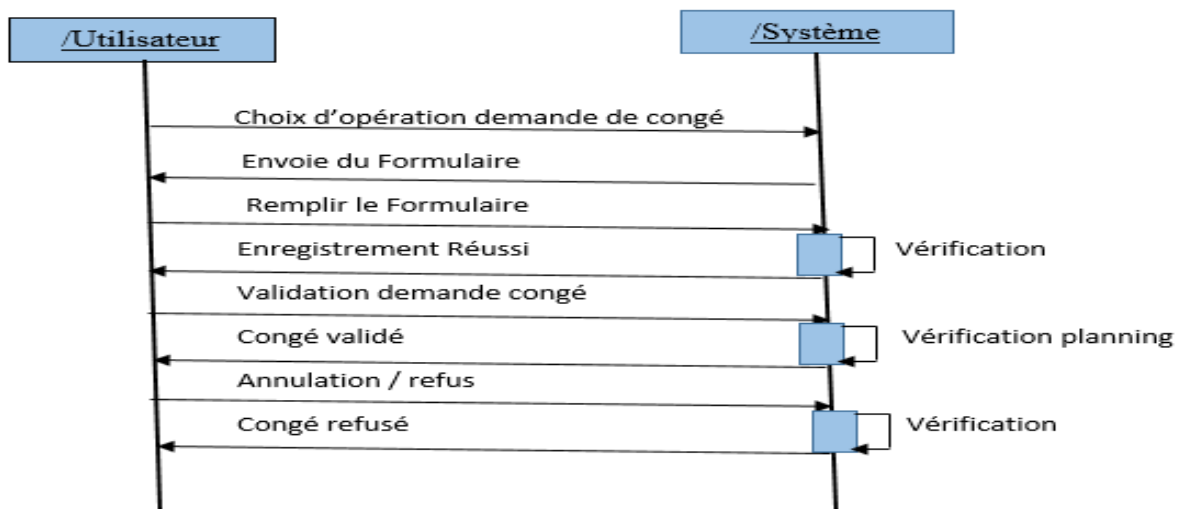 /Utilisateur
/Système
Choix d'opération demande de congé
Envoie du Formulaire
Remplir le Formulaire
Enregistrement Réussi
Vérification
Validation demande congé
Congé validé
Vérification planning
Annulation / refus
Congé refusé
Vérification